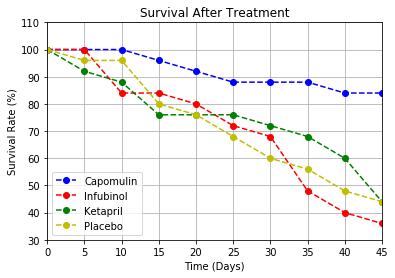 Survival After Treatment
110
100
90
80
70
60
50
40
30
Survival Rate (%)
Capomulin
Infubinol
Ketapril
Placebo
0 5 10 15 20 25 30 35 40 45
Time (Days)